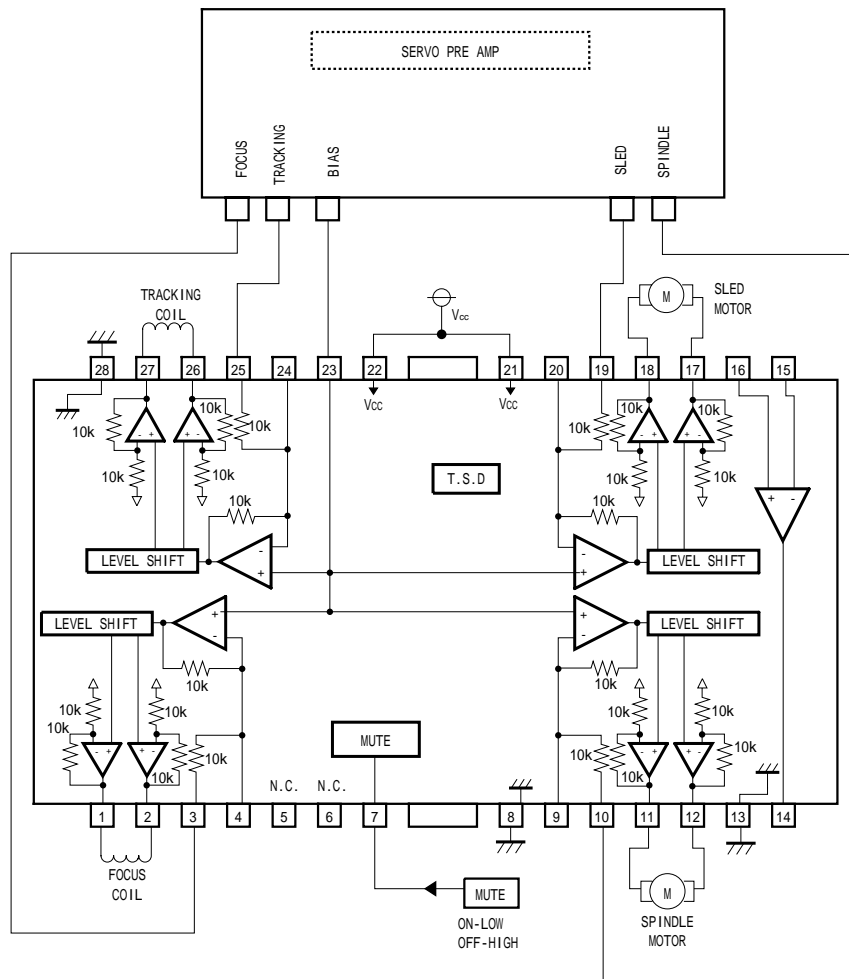 SERVO PRE AMP
FOCUS
TRACKING
BIAS
SLED
SPINDLE
TRACKING
COIL
Vcc
M
SLED
MOTOR
28 27 26 25 24 23 22 21 20 19 18 17 16 15
Vcc Vcc
10k 10k 10k 10k 10k 10k
- + + - - + + - + -
10k 10k 10k 10k
T.S.D
10k 10k
LEVEL SHIFT - + - + LEVEL SHIFT
LEVEL SHIFT + - + - LEVEL SHIFT
10k 10k
10k 10k 10k 10k
10k 10k 10k 10k 10k 10k
- + + - - + + -
MUTE
N.C. N.C.
1 2 3 4 5 6 7 8 9 10 11 12 13 14
FOCUS
COIL
MUTE
ON-LOW
OFF-HIGH
M
SPINDLE
MOTOR